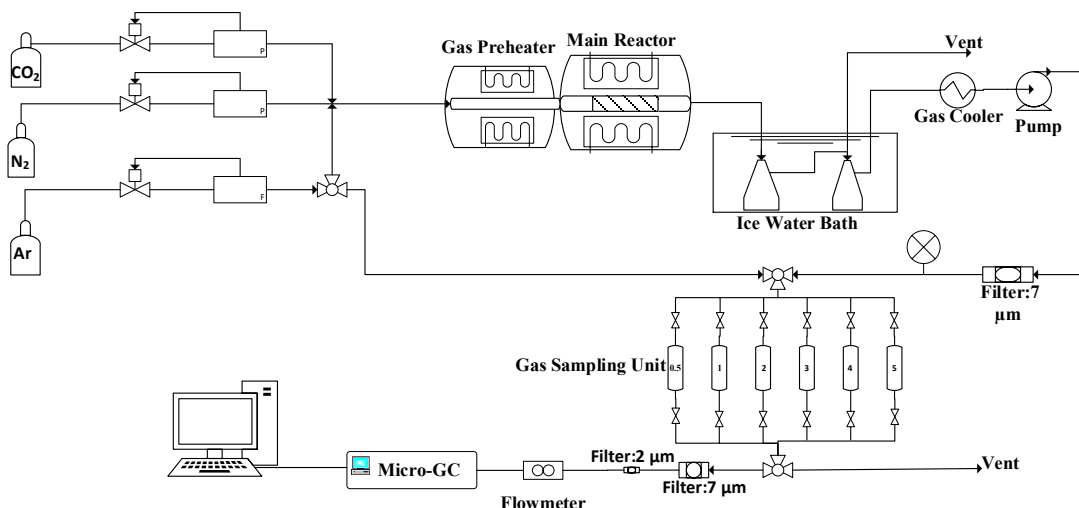 CO2
P
N2
P
Ar
F
Gas Preheater
Main Reactor
Vent
Gas Cooler
Pump
Ice Water Bath
Filter:7
μm
Gas Sampling Unit
0.5
1
2
3
4
5
Micro-GC
Flowmeter
Filter:2 μm
Filter:7 μm
Vent